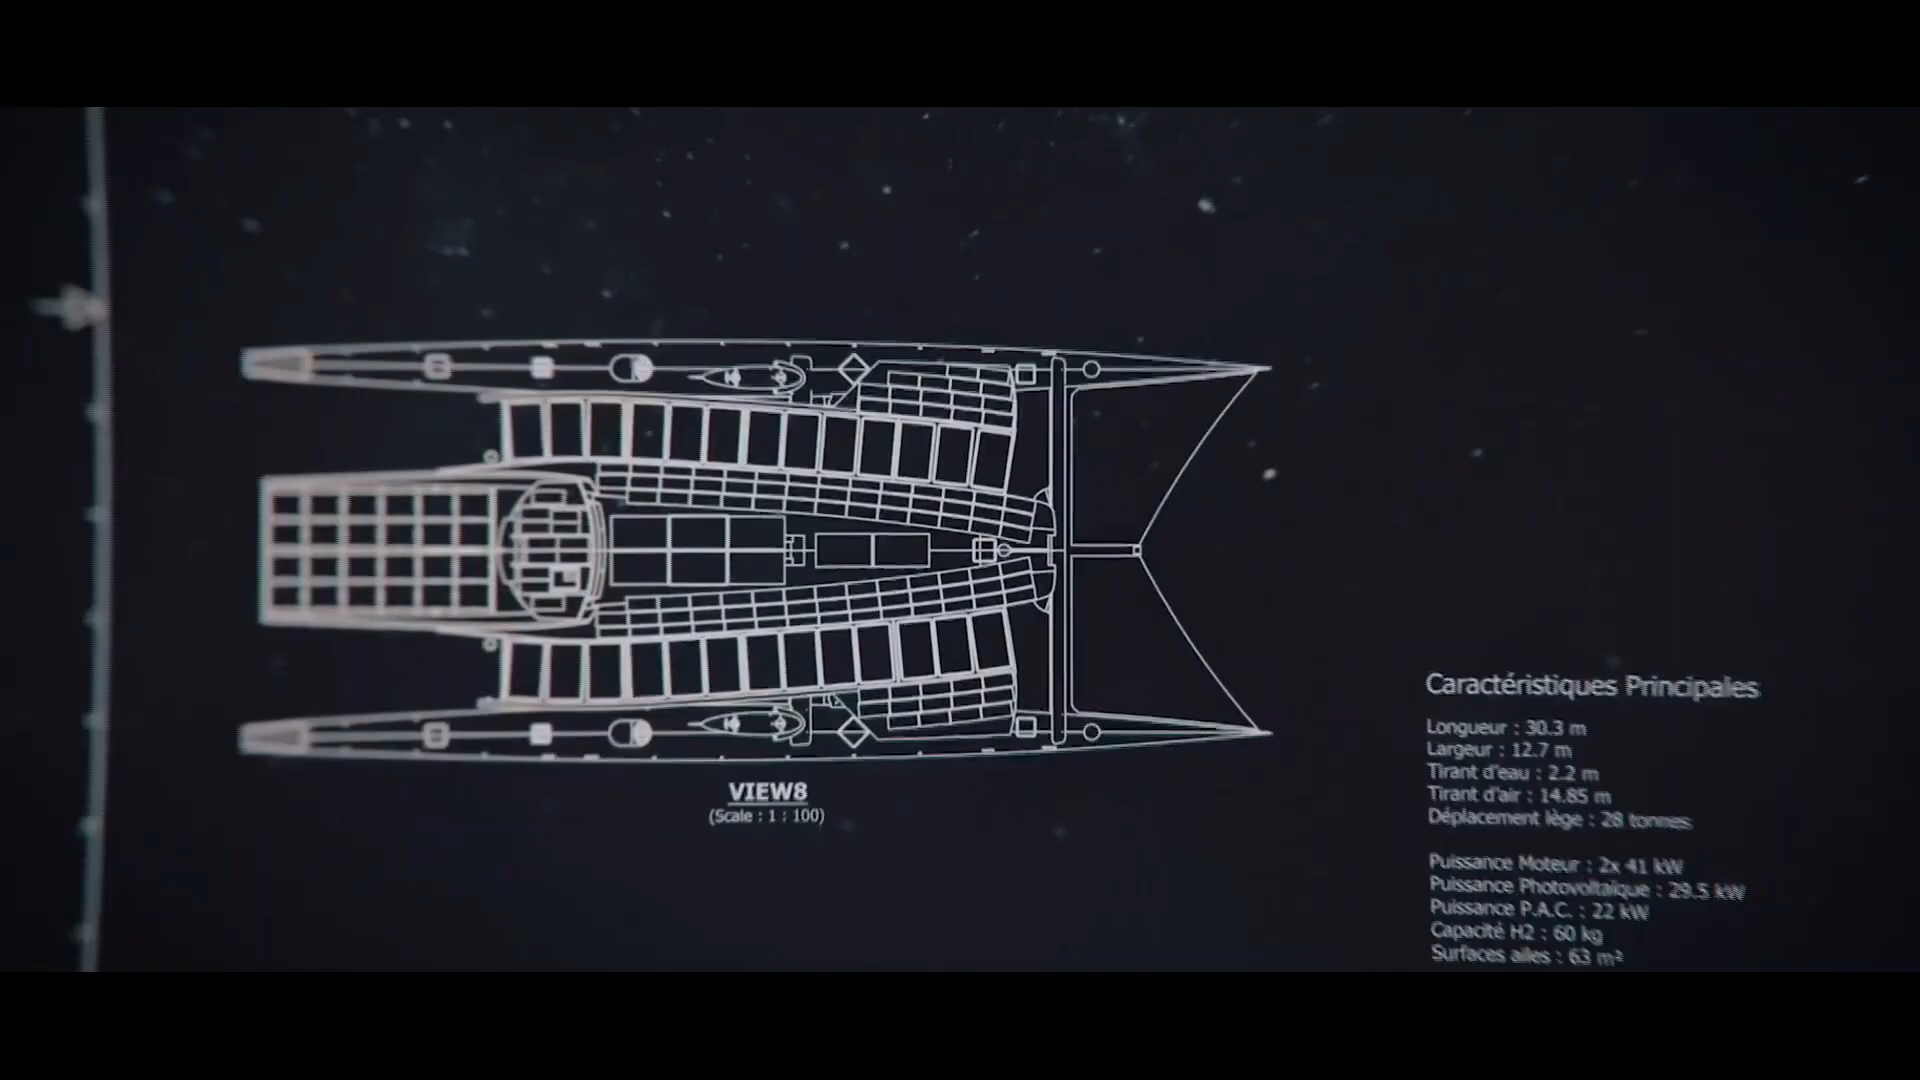 VIEW8
(Scale : 1 : 100)
Caractéristiques Principales
Longueur : 30.3 m
Largeur : 12.7 m
Tirant d'eau : 2.2 m
Tirant d'air : 14.85 m
Déplacement lège : 28 tonnes
Puissance Moteur : 2x 41 kW
Puissance Photovoltaïque : 29.5 kW
Puissance P.A.C. : 22 kW
Capacité H2 : 60 kg
Surfaces ailes : 63 m²